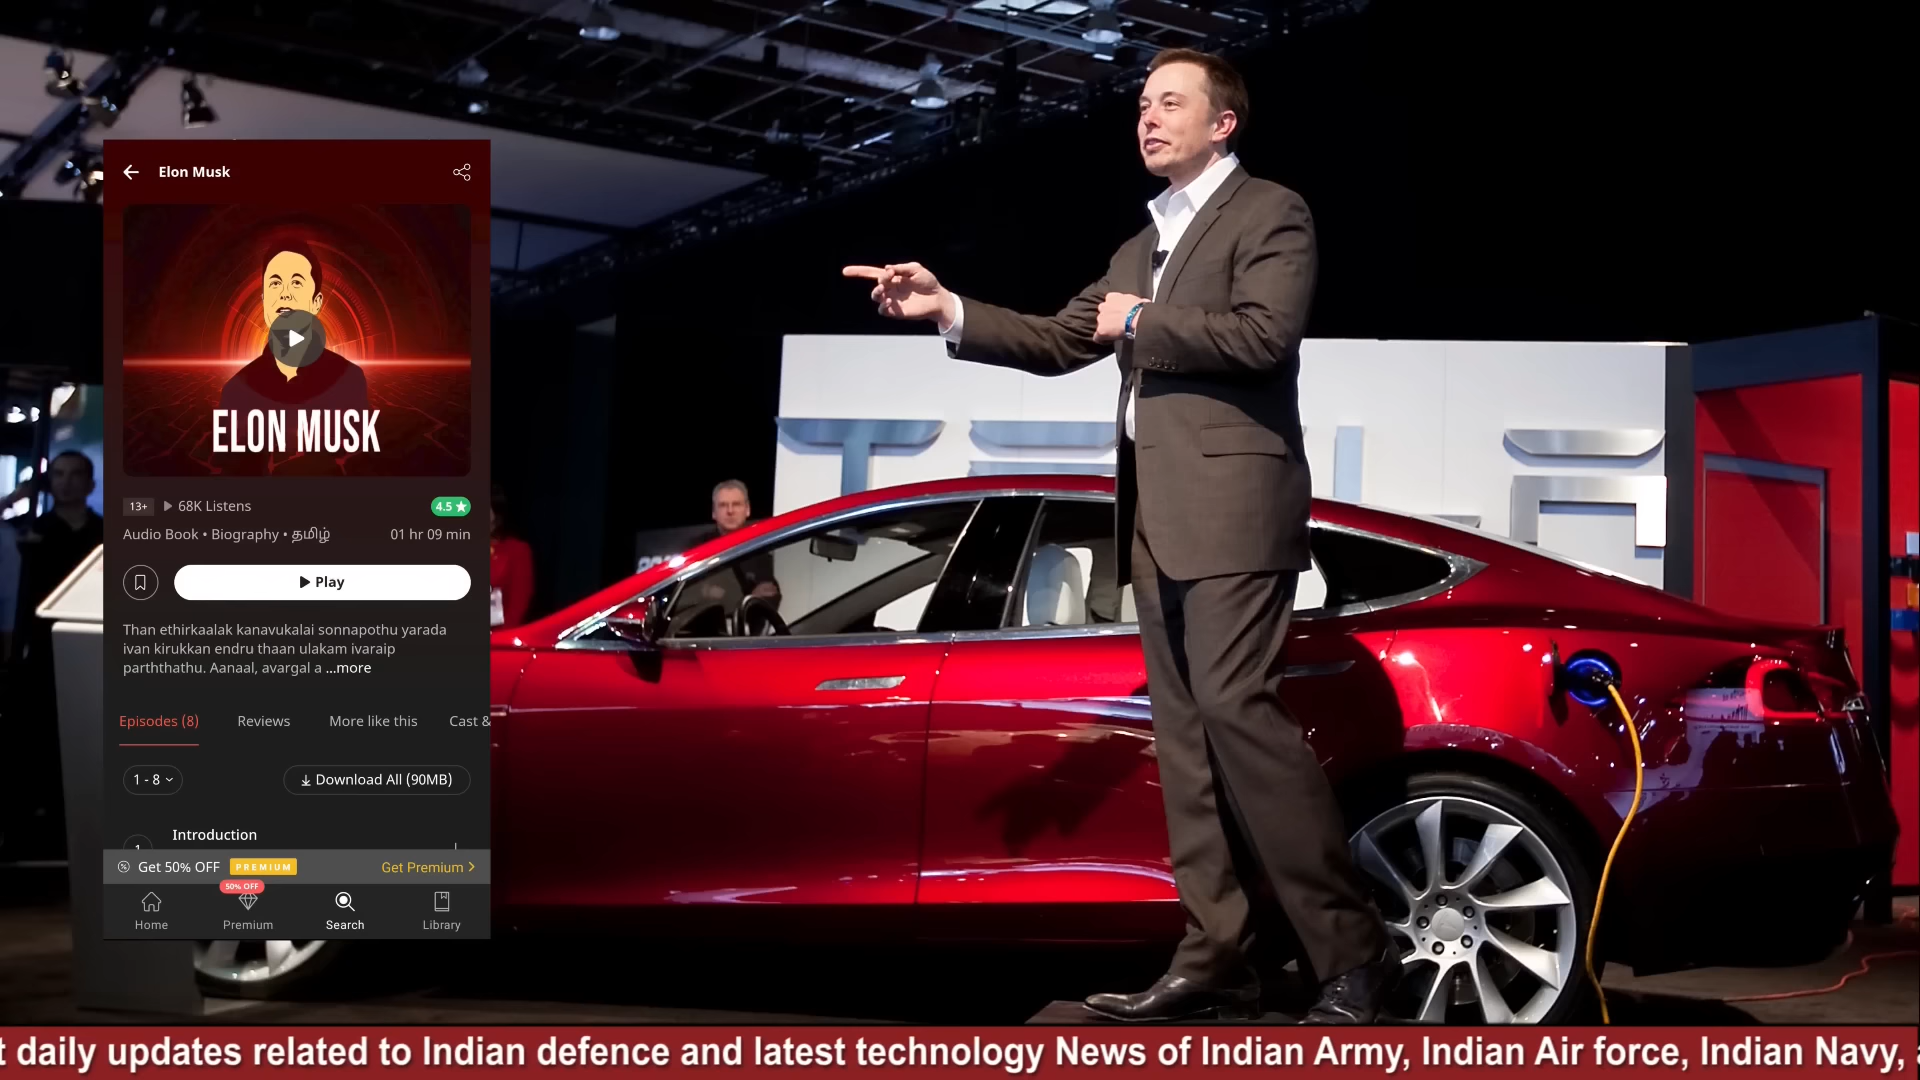 Elon Musk
ELON MUSK
13+ 68K Listens 4.5
Audio Book • Biography • தமிழ் 01 hr 09 min
Play
Than ethirkaalak kanavukalai sonnapothu yarada
ivan kirukkan endru thaan ulakam ivaraip
parththathu. Aanaal, avargal a ...more
Episodes (8) Reviews More like this Cast &
1 - 8 Download All (90MB)
Introduction
1
Get 50% OFF PREMIUM Get Premium >
50% OFF
Home Premium Search Library
TESLA
t daily updates related to Indian defence and latest technology News of Indian Army, Indian Air force, Indian Navy,